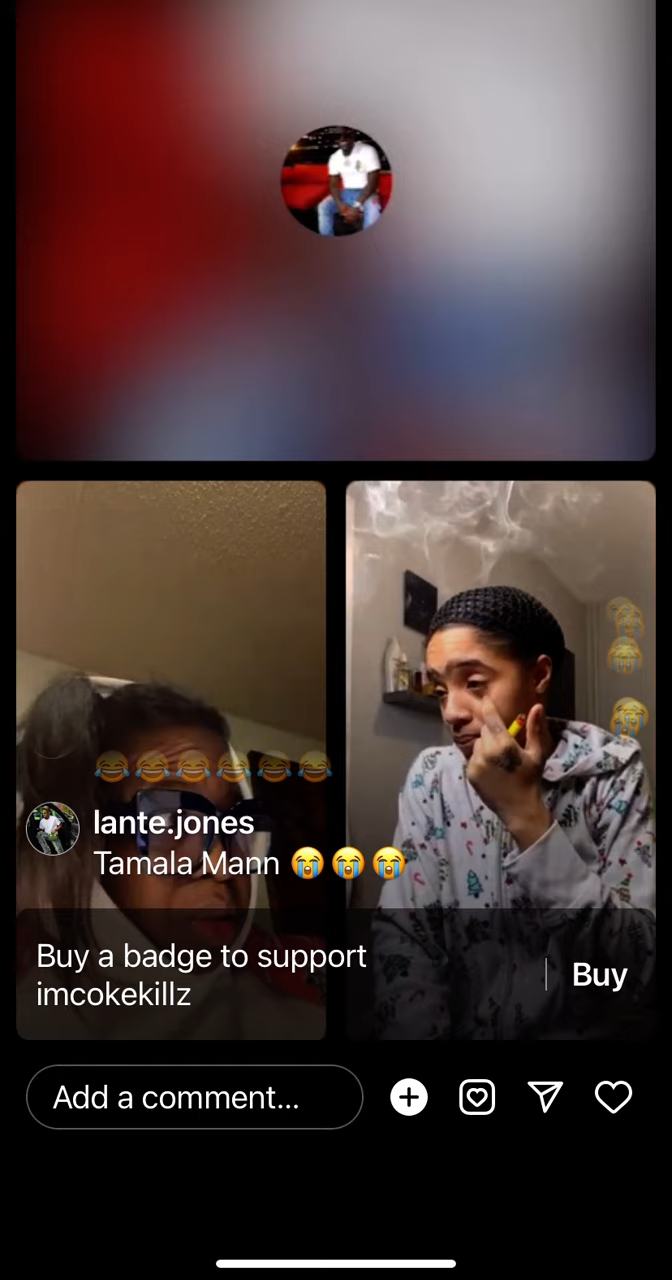 😂😂😂😂😂😂
lante.jones
Tamala Mann 😭😭😭
Buy a badge to support
imcokekillz
Buy
Add a comment...